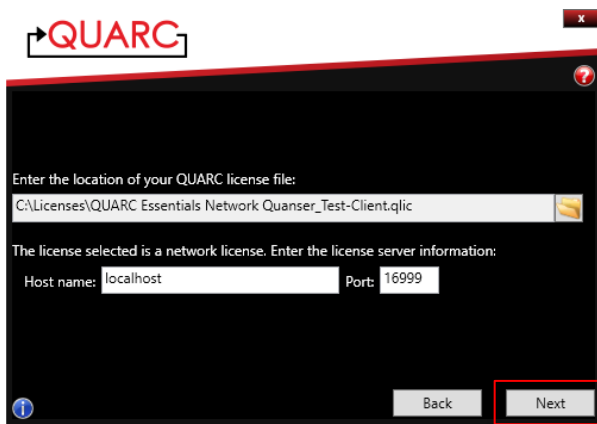 QUARC
x
?
Enter the location of your QUARC license file:
C:\Licenses\QUARC Essentials Network Quanser_Test-Client.qlic
The license selected is a network license. Enter the license server information:
Host name: localhost Port: 16999
i Back Next